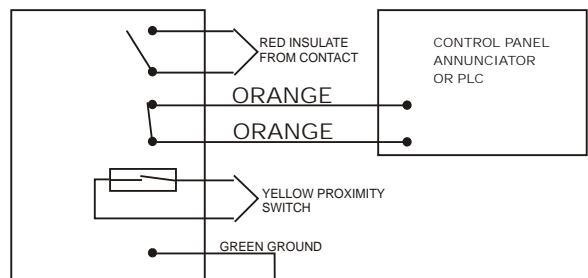 RED INSULATE
FROM CONTACT
CONTROL PANEL
ANNUNCIATOR
OR PLC
ORANGE
ORANGE
YELLOW PROXIMITY
SWITCH
GREEN GROUND